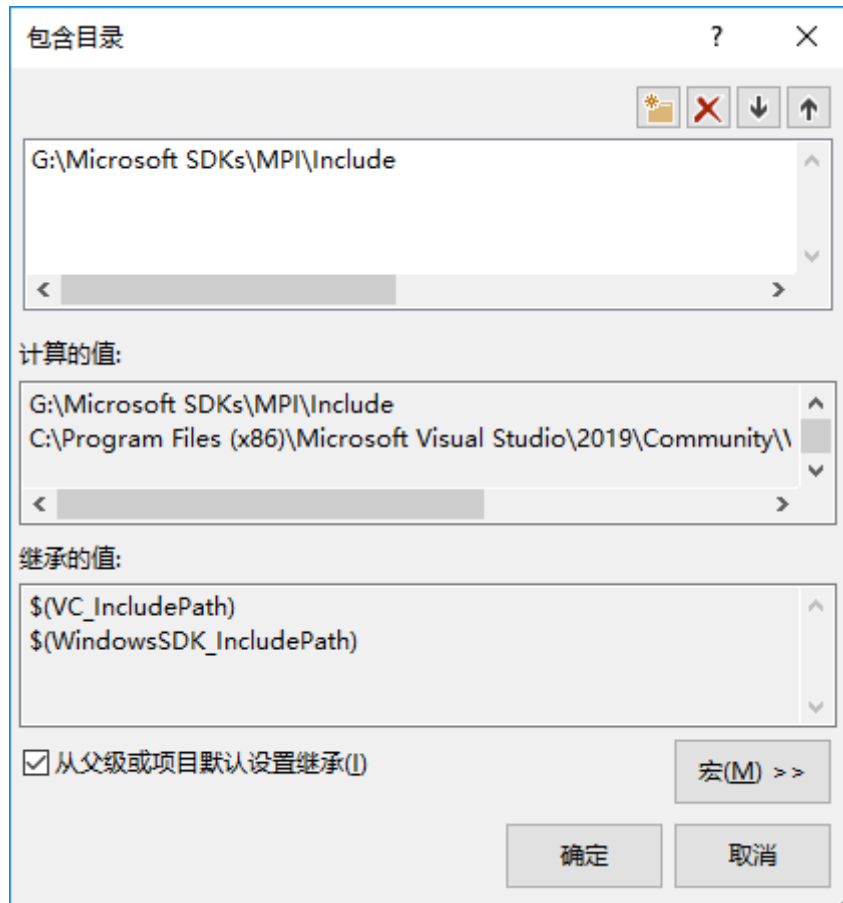 包含目录
G:\Microsoft SDKs\MPI\Include
计算的值:
G:\Microsoft SDKs\MPI\Include
C:\Program Files (x86)\Microsoft Visual Studio\2019\Community\\
继承的值:
$(VC_IncludePath)
$(WindowsSDK_IncludePath)
从父级或项目默认设置继承(I)
宏(M) >>
确定
取消